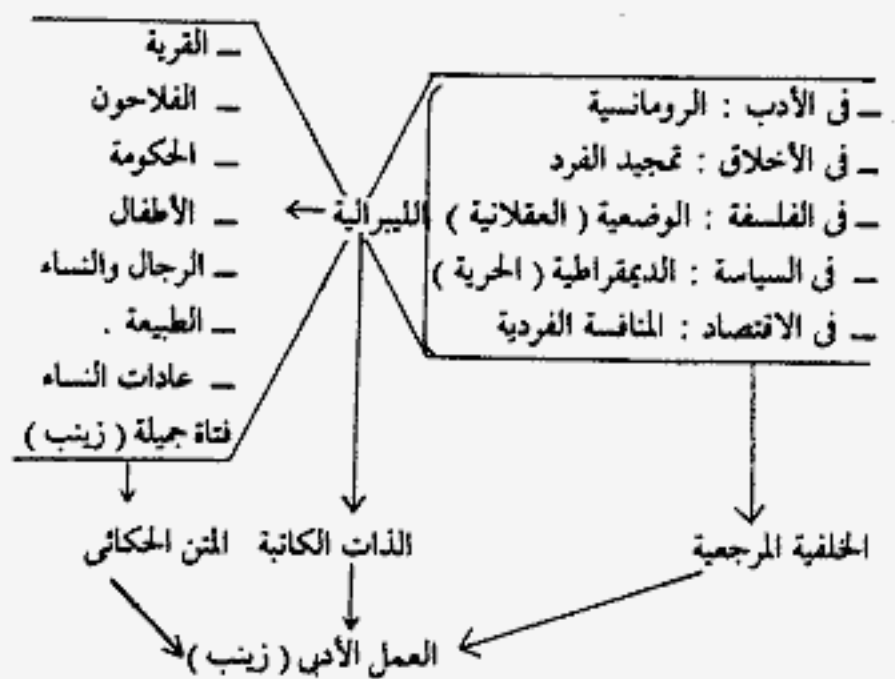 ـ فى الأدب : الرومانسية
ـ فى الأخلاق : تمجيد الفرد
ـ فى الفلسفة : الوضعية ( العقلانية )
ـ فى السياسة : الديمقراطية ( الحرية )
ـ فى الاقتصاد : المنافسة الفردية
الليبرالية
ـ القرية
ـ الفلاحون
ـ الحكومة
ـ الأطفال
ـ الرجال والنساء
ـ الطبيعة .
ـ عادات النساء
فتاة جميلة ( زينب )
الخلفية المرجعية
الذات الكاتبة
المتن الحكائى
العمل الأدبى ( زينب )